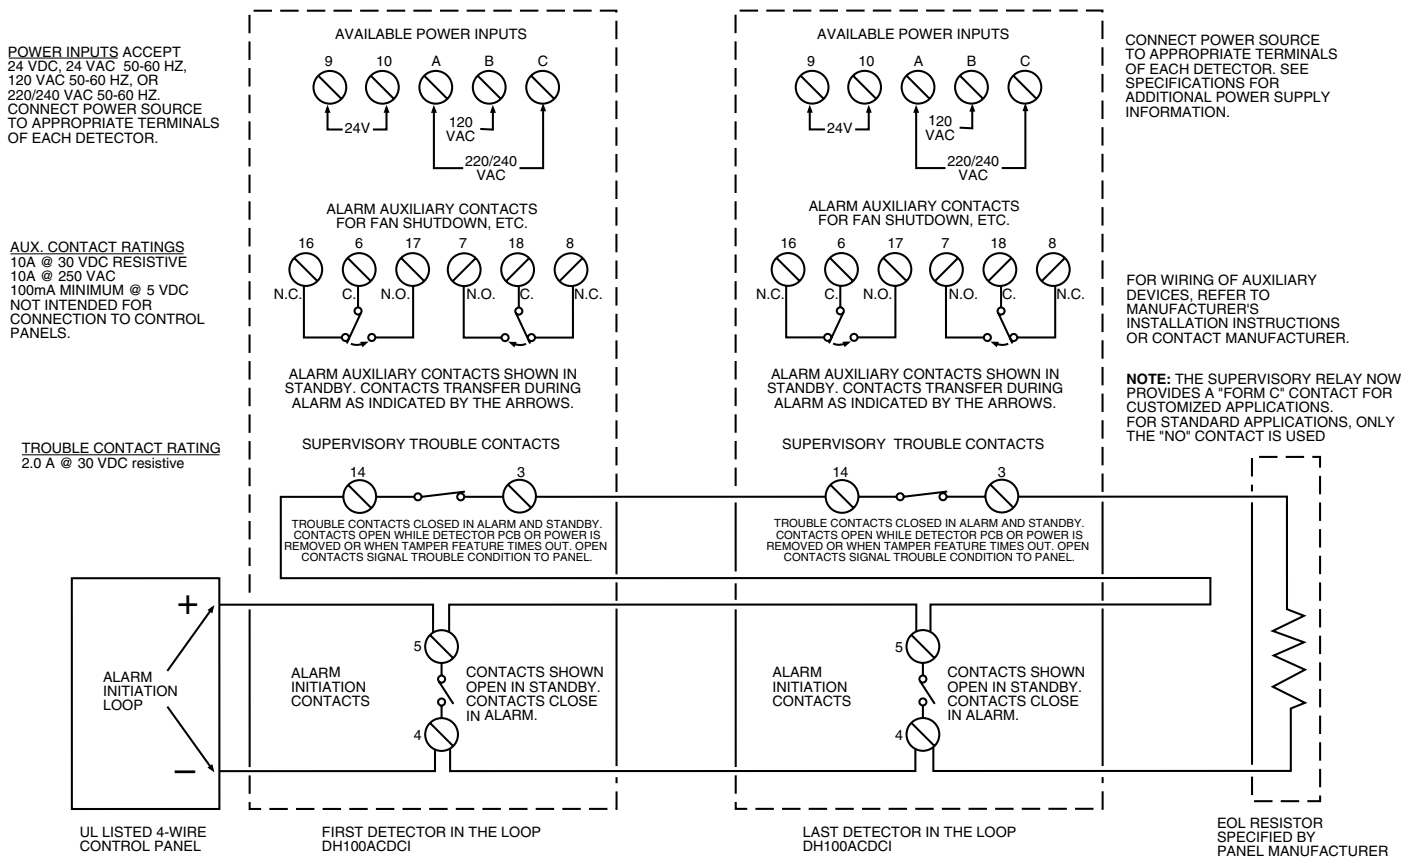 POWER INPUTS ACCEPT
24 VDC, 24 VAC 50-60 HZ,
120 VAC 50-60 HZ, OR
220/240 VAC 50-60 HZ.
CONNECT POWER SOURCE
TO APPROPRIATE TERMINALS
OF EACH DETECTOR.
AUX. CONTACT RATINGS
10A @ 30 VDC RESISTIVE
10A @ 250 VAC
100mA MINIMUM @ 5 VDC
NOT INTENDED FOR
CONNECTION TO CONTROL
PANELS.
TROUBLE CONTACT RATING
2.0 A @ 30 VDC resistive
AVAILABLE POWER INPUTS
9 10 A B C
24V
120
VAC
220/240
VAC
ALARM AUXILIARY CONTACTS
FOR FAN SHUTDOWN, ETC.
16 6 17 7 18 8
N.C. C. N.O. N.O. C. N.C.
ALARM AUXILIARY CONTACTS SHOWN IN
STANDBY. CONTACTS TRANSFER DURING
ALARM AS INDICATED BY THE ARROWS.
SUPERVISORY TROUBLE CONTACTS
14 3
TROUBLE CONTACTS CLOSED IN ALARM AND STANDBY.
CONTACTS OPEN WHILE DETECTOR PCB OR POWER IS
REMOVED OR WHEN TAMPER FEATURE TIMES OUT. OPEN
CONTACTS SIGNAL TROUBLE CONDITION TO PANEL.
AVAILABLE POWER INPUTS
9 10 A B C
24V
120
VAC
220/240
VAC
ALARM AUXILIARY CONTACTS
FOR FAN SHUTDOWN, ETC.
16 6 17 7 18 8
N.C. C. N.O. N.O. C. N.C.
ALARM AUXILIARY CONTACTS SHOWN IN
STANDBY. CONTACTS TRANSFER DURING
ALARM AS INDICATED BY THE ARROWS.
SUPERVISORY TROUBLE CONTACTS
14 3
TROUBLE CONTACTS CLOSED IN ALARM AND STANDBY.
CONTACTS OPEN WHILE DETECTOR PCB OR POWER IS
REMOVED OR WHEN TAMPER FEATURE TIMES OUT. OPEN
CONTACTS SIGNAL TROUBLE CONDITION TO PANEL.
CONNECT POWER SOURCE
TO APPROPRIATE TERMINALS
OF EACH DETECTOR. SEE
SPECIFICATIONS FOR
ADDITIONAL POWER SUPPLY
INFORMATION.
FOR WIRING OF AUXILIARY
DEVICES, REFER TO
MANUFACTURER'S
INSTALLATION INSTRUCTIONS
OR CONTACT MANUFACTURER.
NOTE: THE SUPERVISORY RELAY NOW
PROVIDES A "FORM C" CONTACT FOR
CUSTOMIZED APPLICATIONS.
FOR STANDARD APPLICATIONS, ONLY
THE "NO" CONTACT IS USED
+
ALARM
INITIATION
LOOP
−
UL LISTED 4-WIRE
CONTROL PANEL
5
ALARM
INITIATION
CONTACTS
CONTACTS SHOWN
OPEN IN STANDBY.
CONTACTS CLOSE
IN ALARM.
4
FIRST DETECTOR IN THE LOOP
DH100ACDCI
5
ALARM
INITIATION
CONTACTS
CONTACTS SHOWN
OPEN IN STANDBY.
CONTACTS CLOSE
IN ALARM.
4
LAST DETECTOR IN THE LOOP
DH100ACDCI
EOL RESISTOR
SPECIFIED BY
PANEL MANUFACTURER